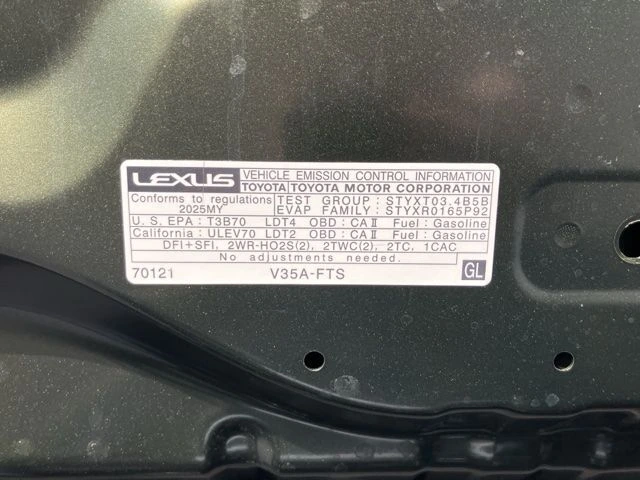 LEXUS VEHICLE EMISSION CONTROL INFORMATION
TOYOTA TOYOTA MOTOR CORPORATION
Conforms to regulations TEST GROUP : STYXT03.4B5B
2025MY EVAP FAMILY : STYXR0165P92
U.S. EPA : T3B70 LDT4 OBD : CAⅡ Fuel : Gasoline
California : ULEV70 LDT2 OBD : CAⅡ Fuel : Gasoline
DFI+SFI, 2WR-HO2S(2), 2TWC(2), 2TC, 1CAC
No adjustments needed.
70121 V35A-FTS GL